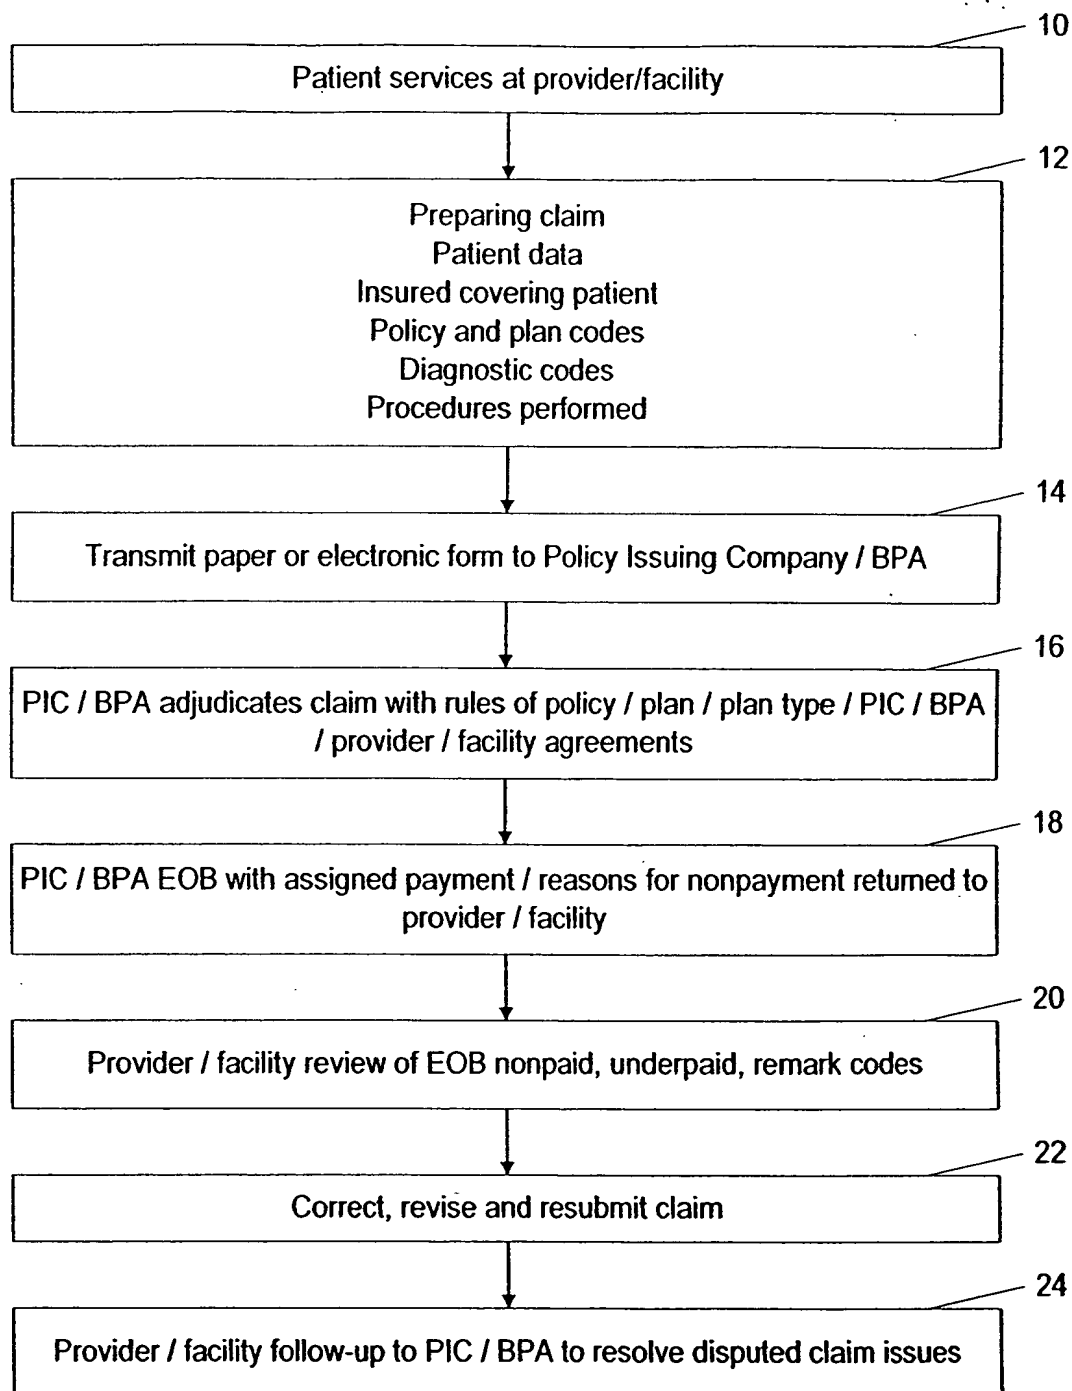 10
Patient services at provider/facility
12
Preparing claim
Patient data
Insured covering patient
Policy and plan codes
Diagnostic codes
Procedures performed
14
Transmit paper or electronic form to Policy Issuing Company / BPA
16
PIC / BPA adjudicates claim with rules of policy / plan / plan type / PIC / BPA
/ provider / facility agreements
18
PIC / BPA EOB with assigned payment / reasons for nonpayment returned to
provider / facility
20
Provider / facility review of EOB nonpaid, underpaid, remark codes
22
Correct, revise and resubmit claim
24
Provider / facility follow-up to PIC / BPA to resolve disputed claim issues